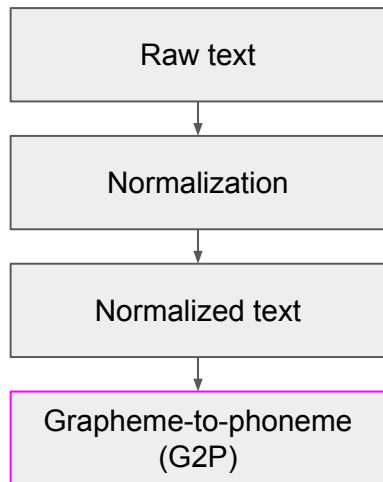 Raw text
Normalization
Normalized text
Grapheme-to-phoneme
(G2P)